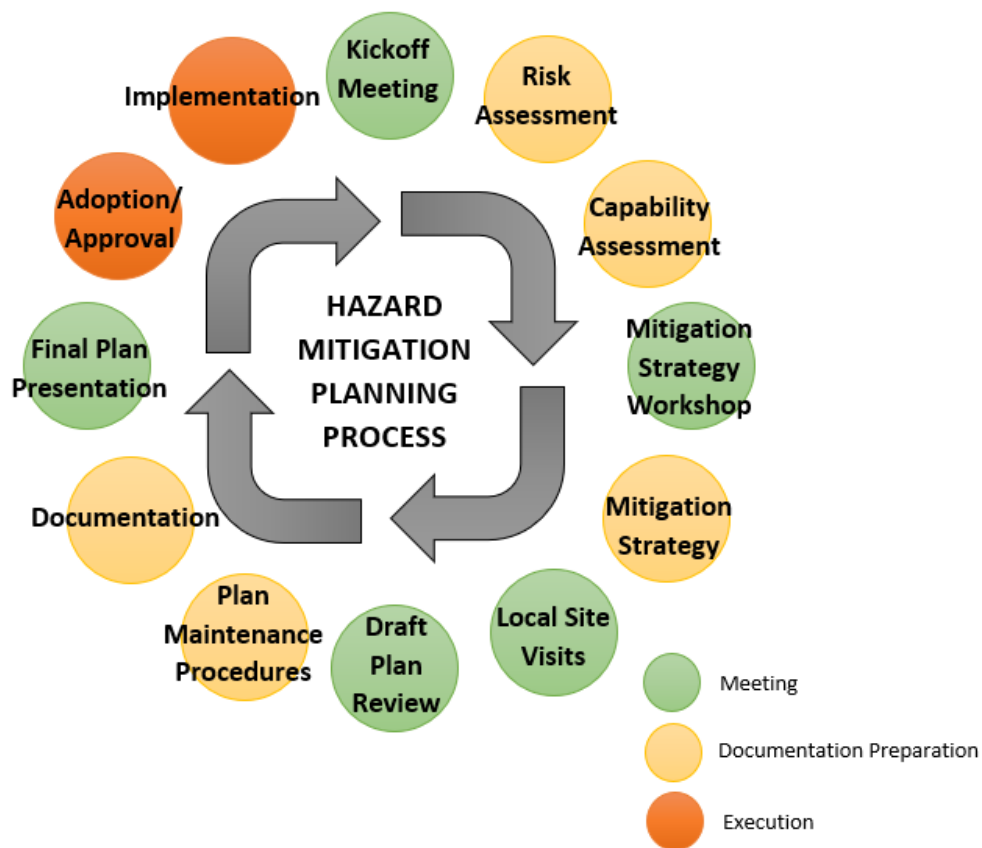 Kickoff
Meeting
Risk
Assessment
Capability
Assessment
Mitigation
Strategy
Workshop
Mitigation
Strategy
Local Site
Visits
Draft
Plan
Review
Plan
Maintenance
Procedures
Documentation
Final Plan
Presentation
Adoption/
Approval
Implementation
HAZARD
MITIGATION
PLANNING
PROCESS
Meeting
Documentation Preparation
Execution